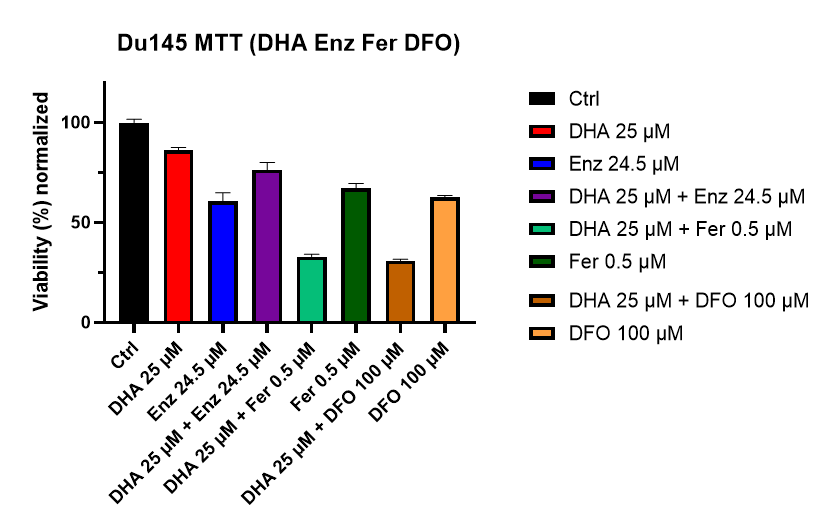 Du145 MTT (DHA Enz Fer DFO)
Viability (%) normalized
100
50
0
Ctrl
DHA 25 µM
Enz 24.5 µM
DHA 25 µM + Enz 24.5 µM
DHA 25 µM + Fer 0.5 µM
Fer 0.5 µM
DHA 25 µM + DFO 100 µM
DFO 100 µM
Ctrl
DHA 25 µM
Enz 24.5 µM
DHA 25 µM + Enz 24.5 µM
DHA 25 µM + Fer 0.5 µM
Fer 0.5 µM
DHA 25 µM + DFO 100 µM
DFO 100 µM